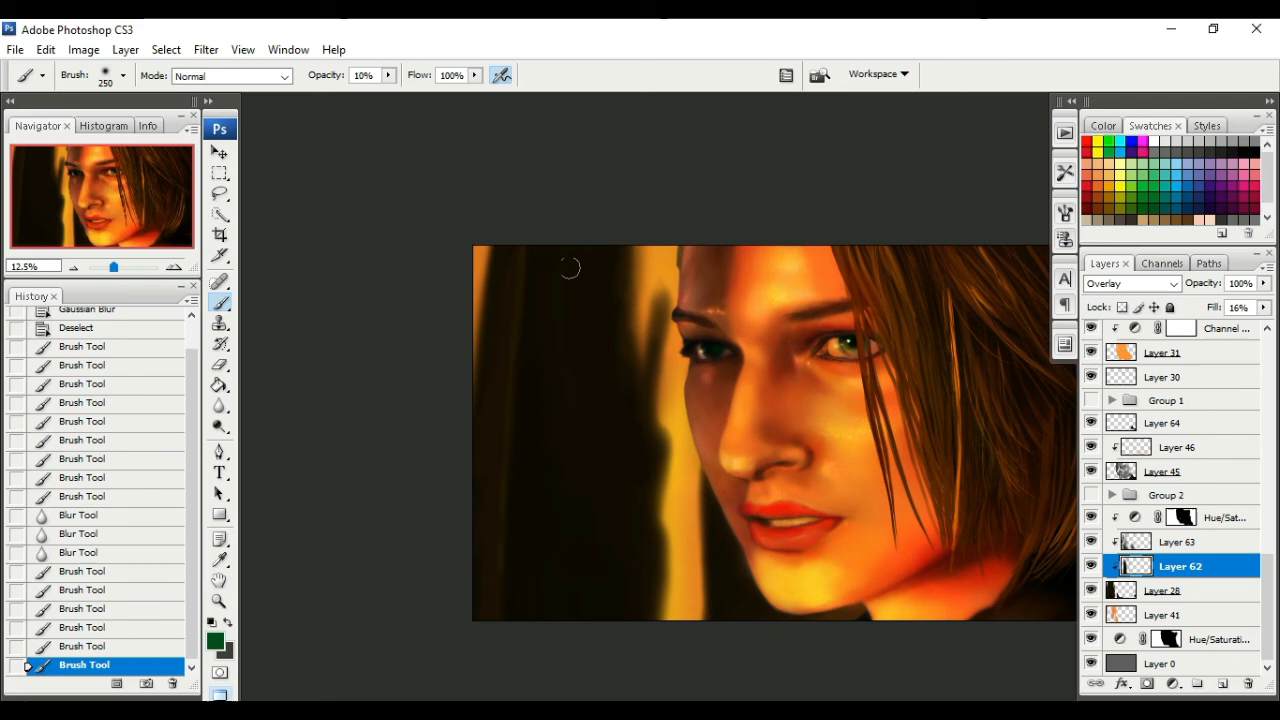 Ps Adobe Photoshop CS3
File Edit Image Layer Select Filter View Window Help
Brush: 250 Mode: Normal Opacity: 10% Flow: 100% Br Workspace
Navigator Histogram Info
12.5%
History
Gaussian Blur
Deselect
Brush Tool
Brush Tool
Brush Tool
Brush Tool
Brush Tool
Brush Tool
Brush Tool
Brush Tool
Brush Tool
Blur Tool
Blur Tool
Blur Tool
Brush Tool
Brush Tool
Brush Tool
Brush Tool
Brush Tool
Brush Tool
Ps
T
A
Color Swatches Styles
Layers Channels Paths
Overlay Opacity: 100%
Lock: Fill: 16%
Channel ...
Layer 31
Layer 30
Group 1
Layer 64
Layer 46
Layer 45
Group 2
Hue/Sat...
Layer 63
Layer 62
Layer 28
Layer 41
Hue/Saturati...
Layer 0
fx